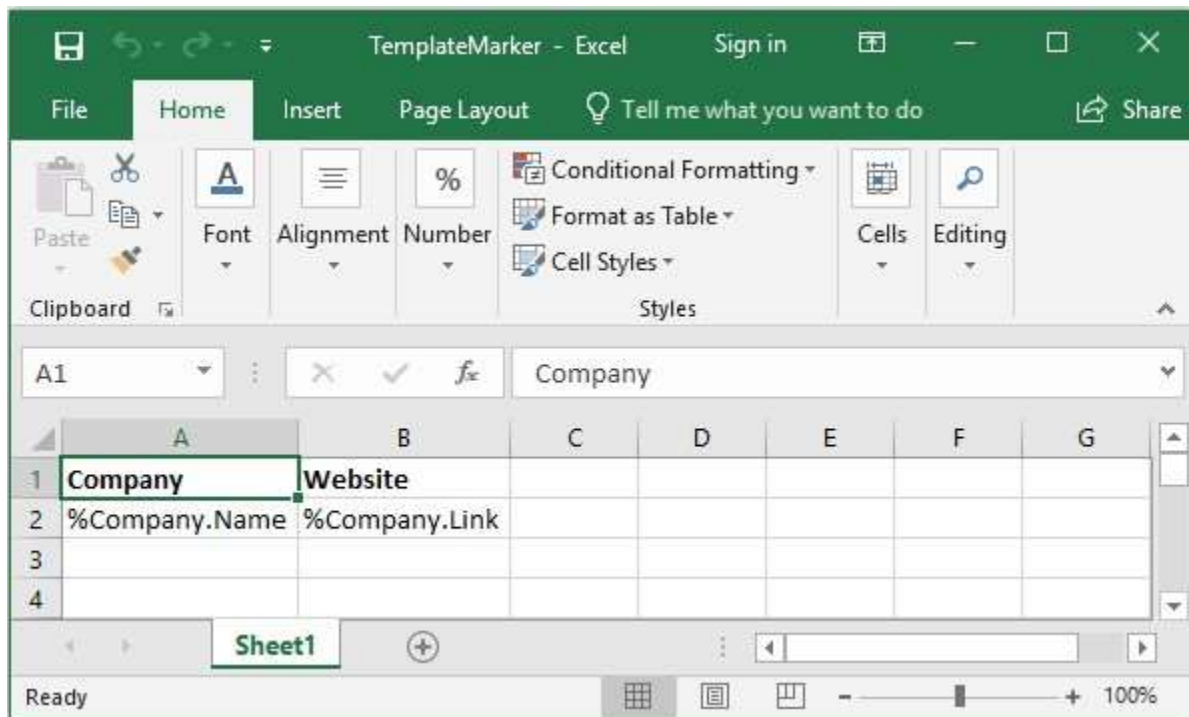 TemplateMarker - Excel Sign in
File Home Insert Page Layout Tell me what you want to do Share
Conditional Formatting
Format as Table
Cell Styles
Paste Font Alignment Number Cells Editing
Clipboard Styles
A1 fx Company
A B C D E F G
1 Company Website
2 %Company.Name %Company.Link
3
4
Sheet1
Ready 100%